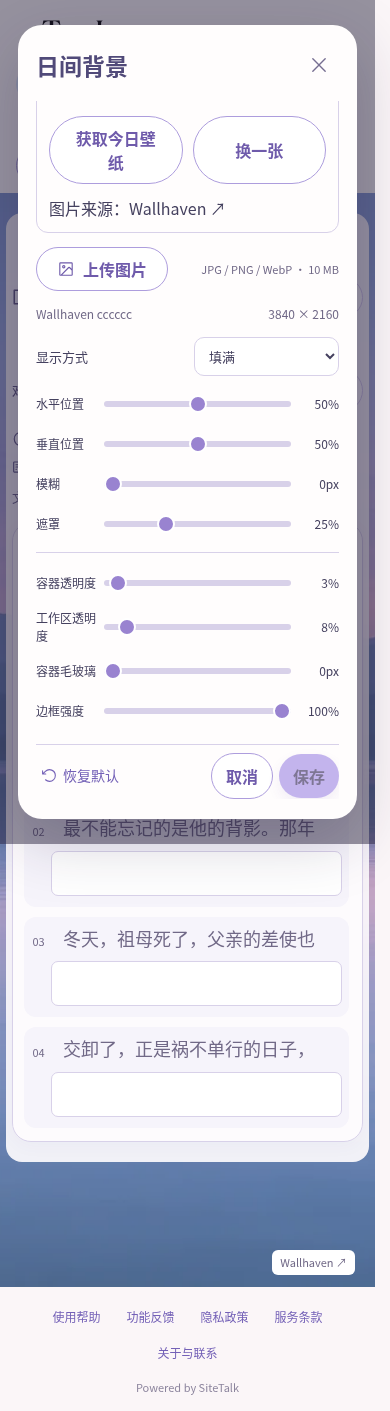 日间背景
获取今日壁
纸
换一张
图片来源：Wallhaven ↗
上传图片
JPG / PNG / WebP · 10 MB
Wallhaven cccccc
3840 × 2160
显示方式
填满
水平位置
50%
垂直位置
50%
模糊
0px
遮罩
25%
容器透明度
3%
工作区透明
度
8%
容器毛玻璃
0px
边框强度
100%
恢复默认
取消
保存
02
最不能忘记的是他的背影。那年
03
冬天，祖母死了，父亲的差使也
04
交卸了，正是祸不单行的日子，
Wallhaven ↗
使用帮助
功能反馈
隐私政策
服务条款
关于与联系
Powered by SiteTalk